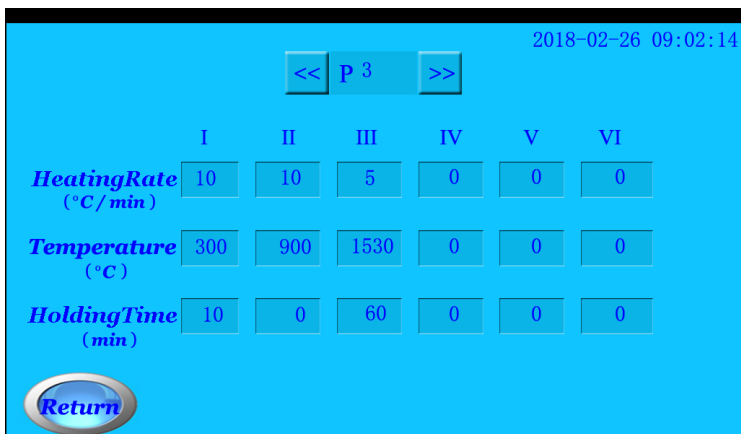 2018-02-26 09:02:14
<< P 3 >>
I II III IV V VI
HeatingRate 10 10 5 0 0 0
(°C/min)
Temperature 300 900 1530 0 0 0
(°C)
HoldingTime 10 0 60 0 0 0
(min)
Return